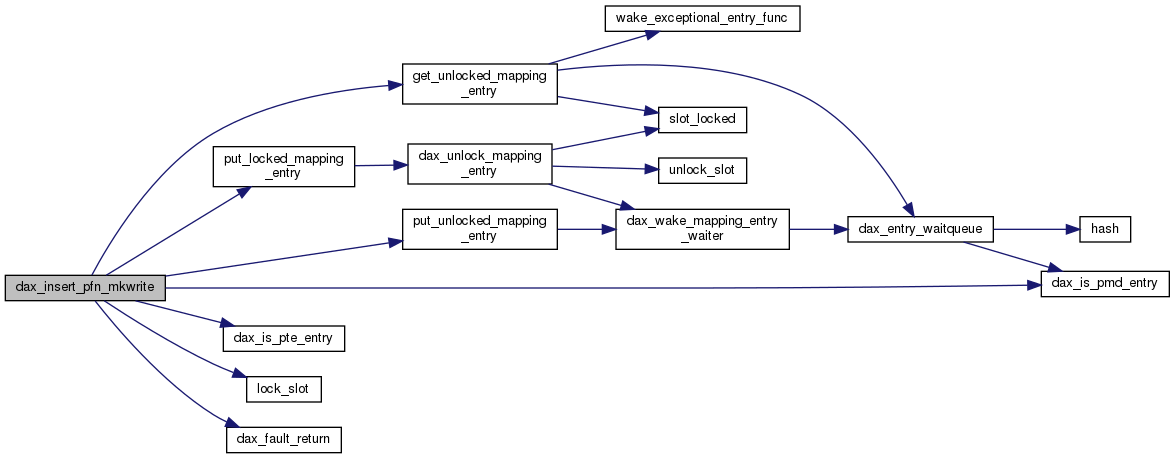 wake_exceptional_entry_func
get_unlocked_mapping
_entry
slot_locked
put_locked_mapping
_entry
dax_unlock_mapping
_entry
unlock_slot
put_unlocked_mapping
_entry
dax_wake_mapping_entry
_waiter
dax_entry_waitqueue
hash
dax_insert_pfn_mkwrite
dax_is_pmd_entry
dax_is_pte_entry
lock_slot
dax_fault_return